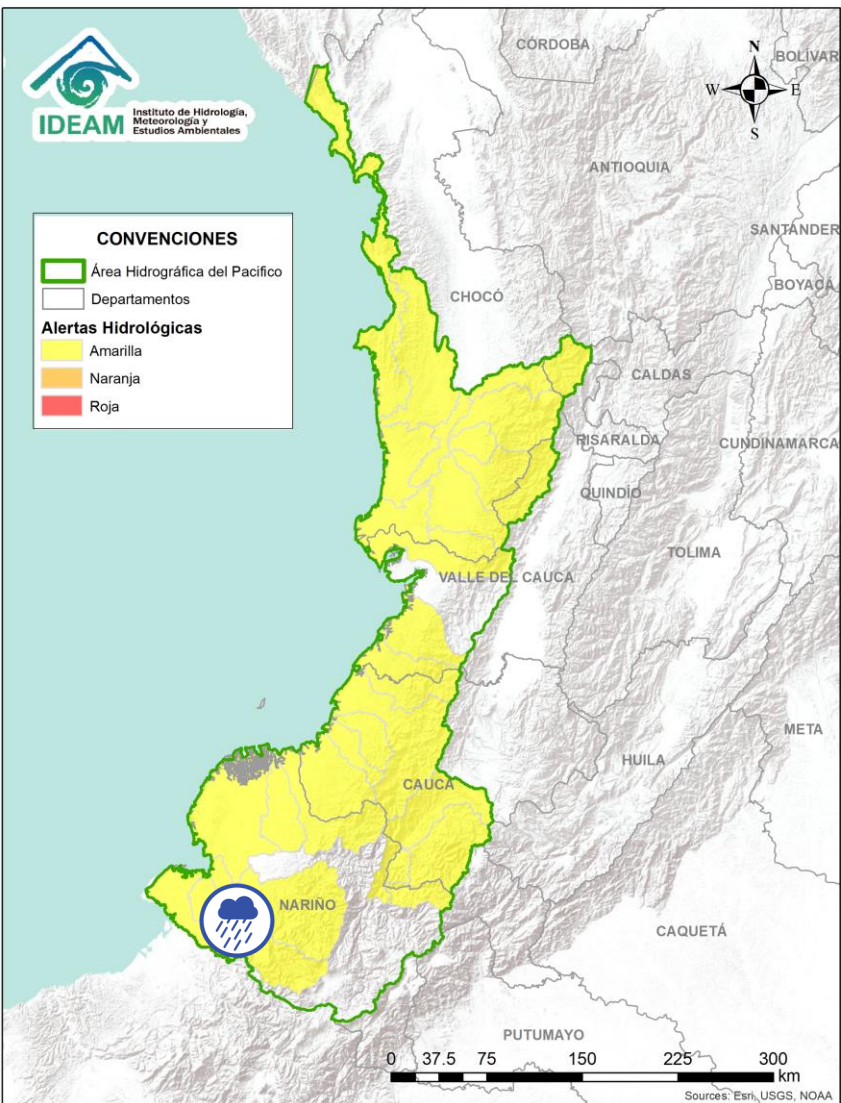 IDEAM
Instituto de Hidrología,
Meteorología y
Estudios Ambientales
CÓRDOBA
BOLÍVAR
N
W
E
S
ANTIOQUIA
SANTANDER
BOYACÁ
CONVENCIONES
Área Hidrográfica del Pacifico
Departamentos
Alertas Hidrológicas
Amarilla
Naranja
Roja
CHOCÓ
CALDAS
RISARALDA
CUNDINAMARCA
QUINDÍO
TOLIMA
VALLE DEL CAUCA
META
HUILA
CAUCA
NARIÑO
CAQUETÁ
PUTUMAYO
0 37.5 75 150 225 300
km
Sources: Esri, USGS, NOAA